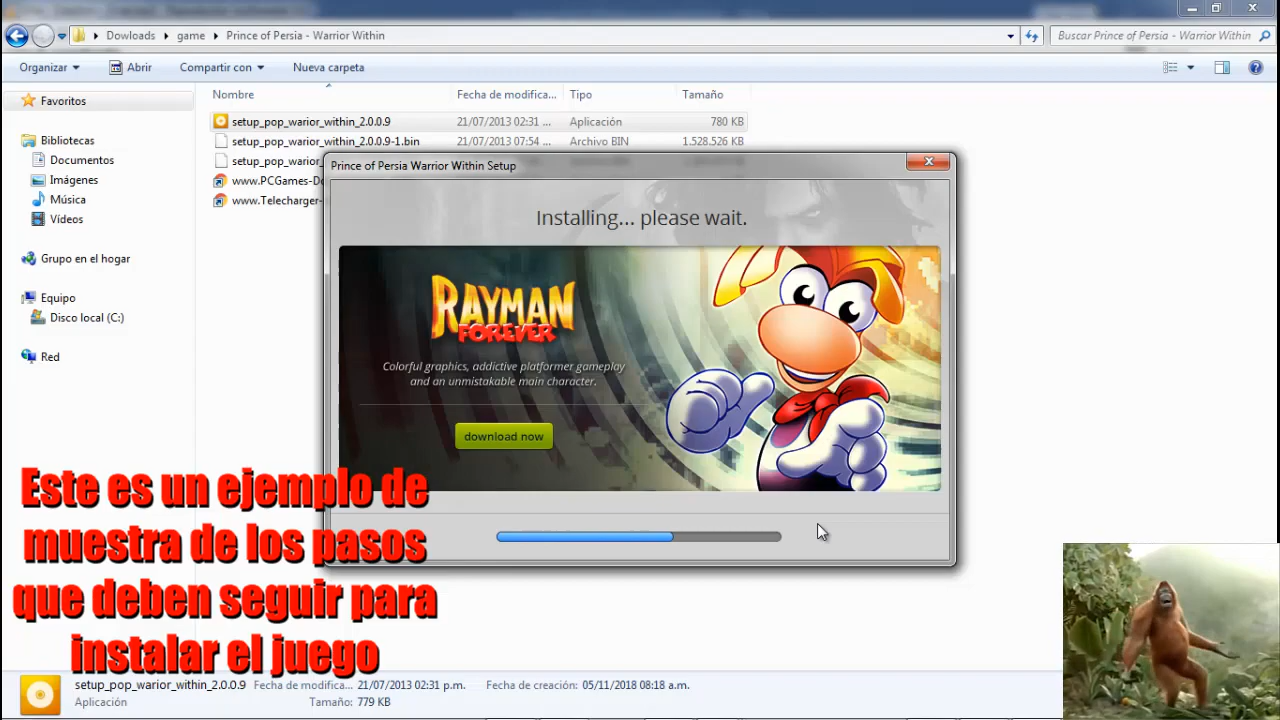 Dowloads
game
Prince of Persia - Warrior Within
Buscar Prince of Persia - Warrior Within
Organizar
Abrir
Compartir con
Nueva carpeta
Nombre
Fecha de modifica...
Tipo
Tamaño
Favoritos
Bibliotecas
Documentos
Imágenes
Música
Vídeos
Grupo en el hogar
Equipo
Disco local (C:)
Red
setup_pop_warior_within_2.0.0.9
21/07/2013 02:31 ...
Aplicación
780 KB
setup_pop_warior_within_2.0.0.9-1.bin
21/07/2013 07:54 ...
Archivo BIN
1.528.526 KB
setup_pop_war
www.PCGames-Do
www.Telecharger-
Prince of Persia Warrior Within Setup
Installing... please wait.
RAYMAN
FOREVER
Colorful graphics, addictive platformer gameplay
and an unmistakable main character.
download now
Este es un ejemplo de
muestra de los pasos
que deben seguir para
instalar el juego
setup_pop_warior_within_2.0.0.9
Fecha de modifica... 21/07/2013 02:31 p.m.
Fecha de creación: 05/11/2018 08:18 a.m.
Aplicación
Tamaño: 779 KB